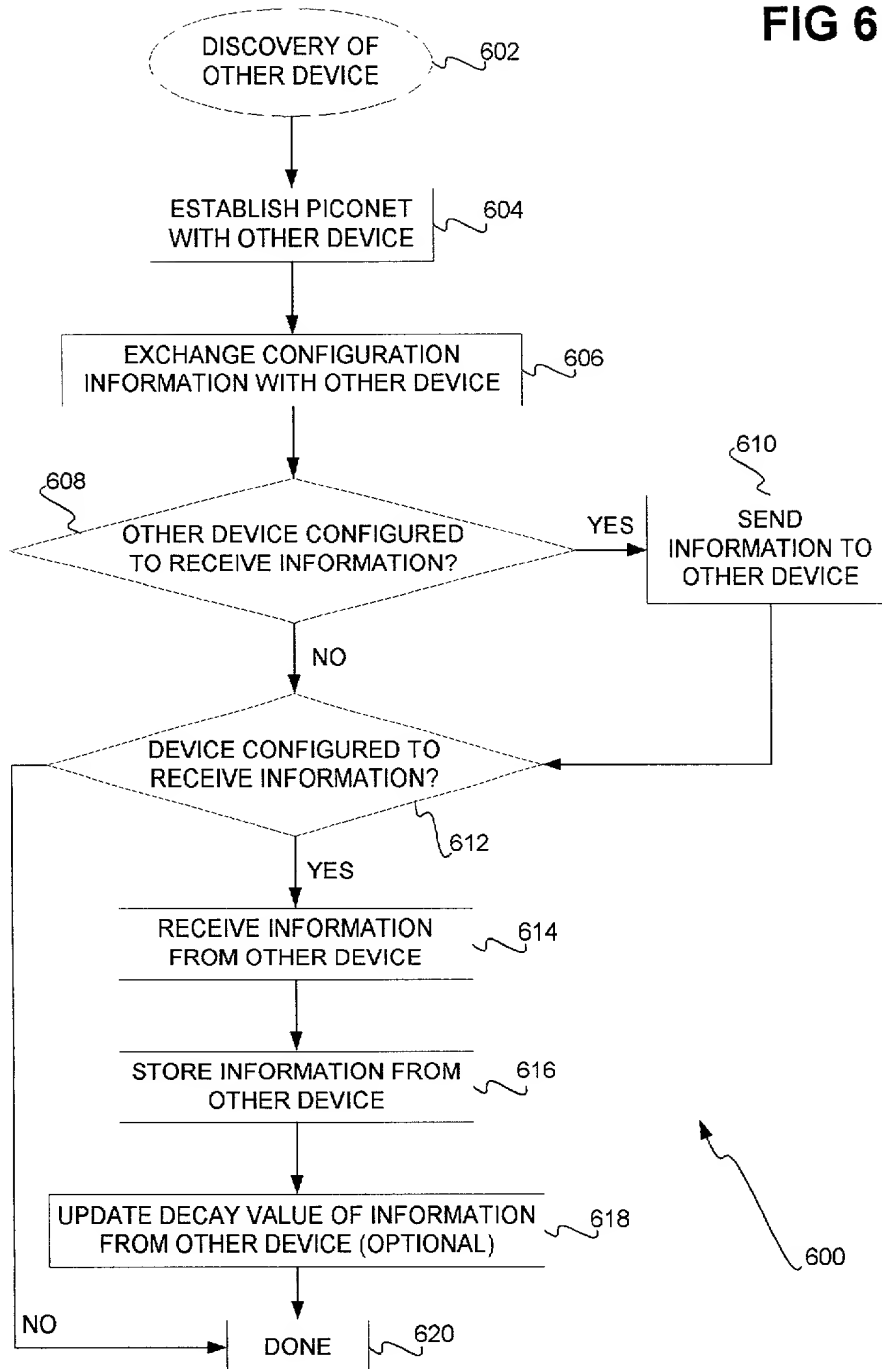 FIG 6
DISCOVERY OF
OTHER DEVICE
602
ESTABLISH PICONET
WITH OTHER DEVICE
604
EXCHANGE CONFIGURATION
INFORMATION WITH OTHER DEVICE
606
608
OTHER DEVICE CONFIGURED
TO RECEIVE INFORMATION?
YES
610
SEND
INFORMATION TO
OTHER DEVICE
NO
DEVICE CONFIGURED TO
RECEIVE INFORMATION?
612
YES
RECEIVE INFORMATION
FROM OTHER DEVICE
614
STORE INFORMATION FROM
OTHER DEVICE
616
UPDATE DECAY VALUE OF INFORMATION
FROM OTHER DEVICE (OPTIONAL)
618
600
NO
DONE
620